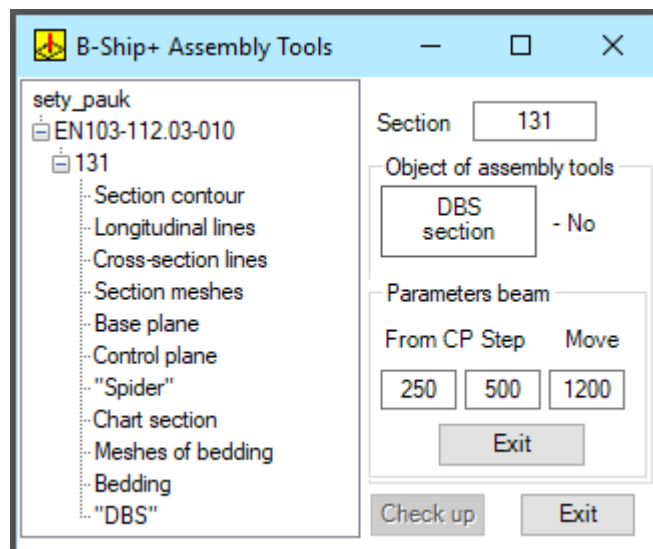 B-Ship+ Assembly Tools
sety_pauk
EN103-112.03-010
131
Section contour
Longitudinal lines
Cross-section lines
Section meshes
Base plane
Control plane
"Spider"
Chart section
Meshes of bedding
Bedding
"DBS"
Section 131
Object of assembly tools
DBS
section
- No
Parameters beam
From CP Step Move
250 500 1200
Exit
Check up Exit